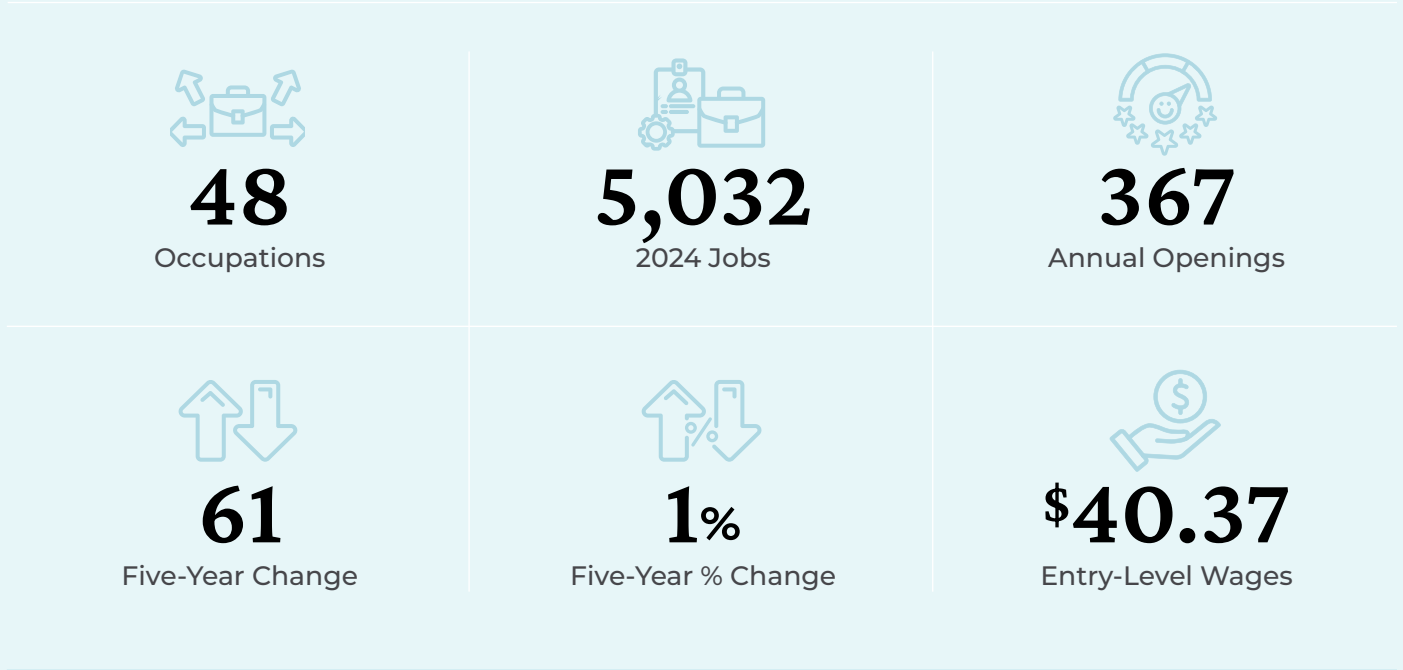 48
Occupations
5,032
2024 Jobs
367
Annual Openings
61
Five-Year Change
1%
Five-Year % Change
$40.37
Entry-Level Wages